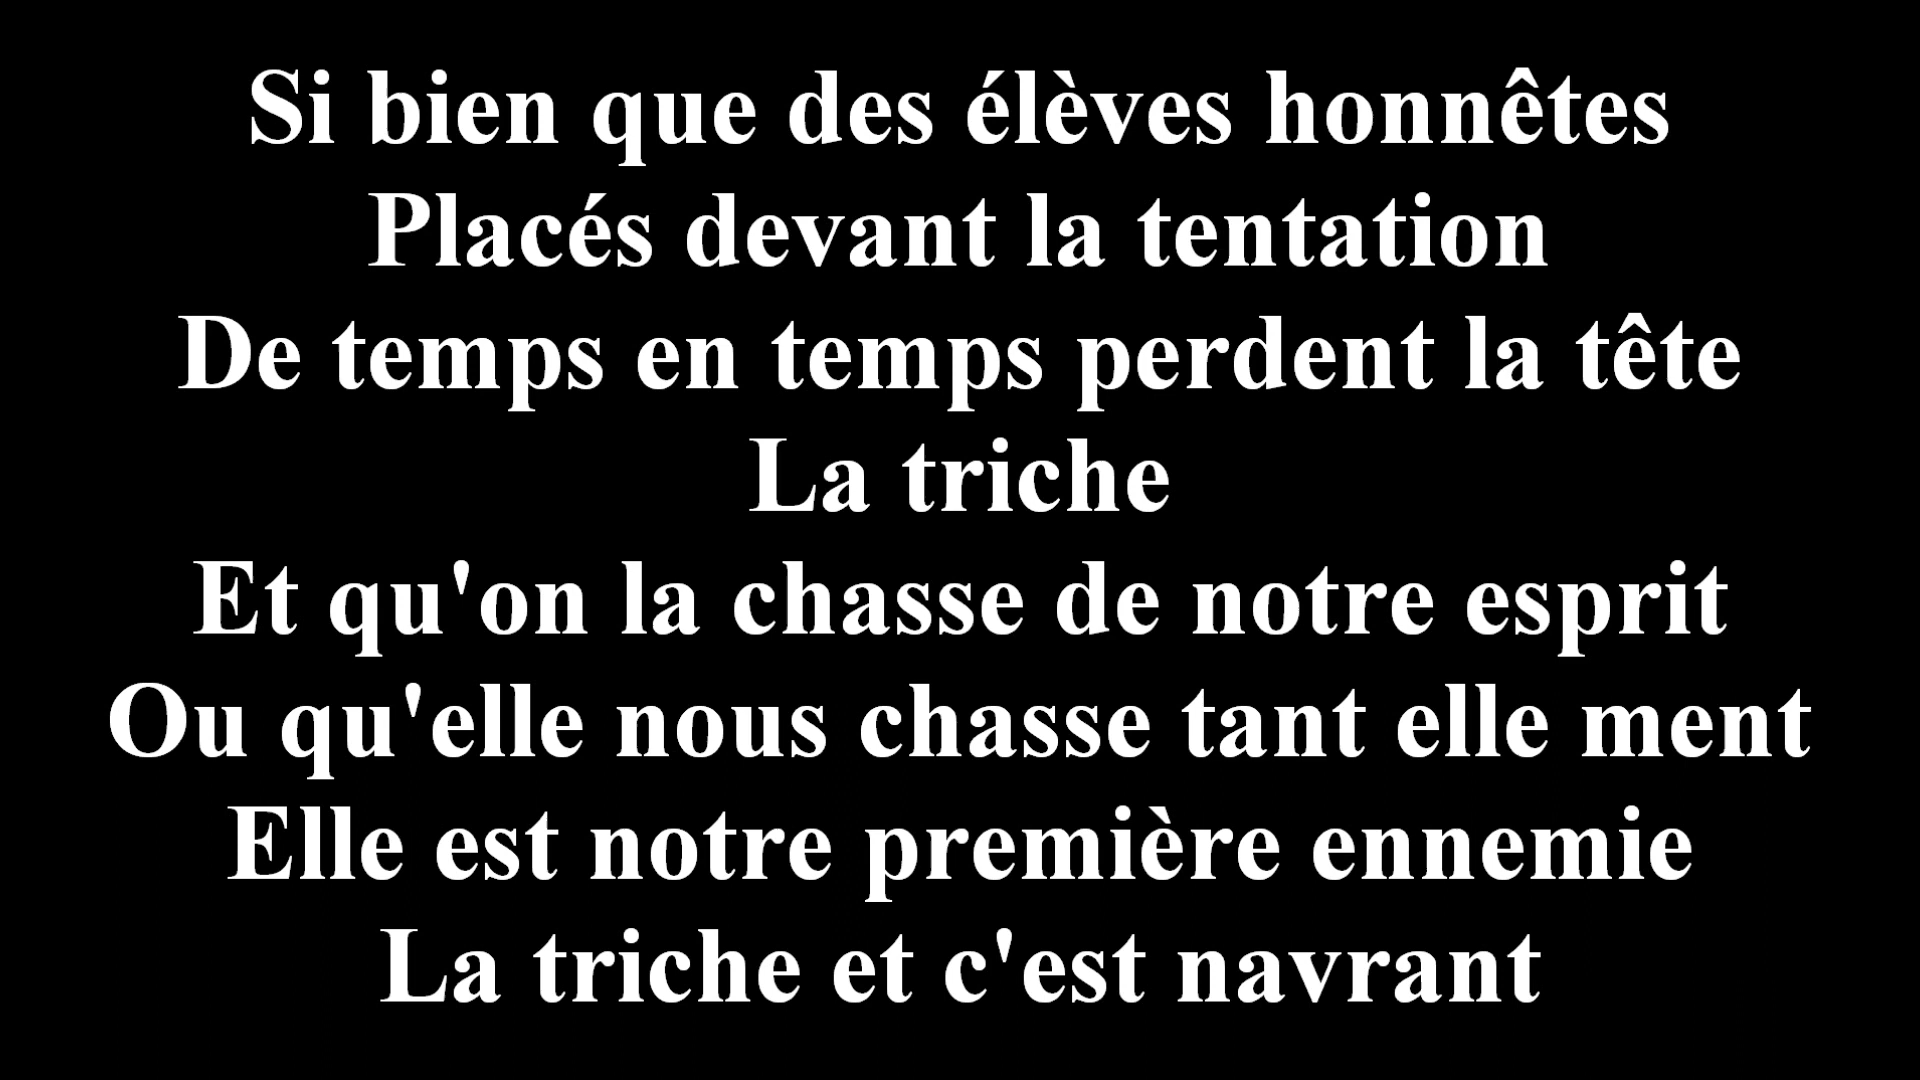 Si bien que des élèves honnêtes
Placés devant la tentation
De temps en temps perdent la tête
La triche
Et qu'on la chasse de notre esprit
Ou qu'elle nous chasse tant elle ment
Elle est notre première ennemie
La triche et c'est navrant